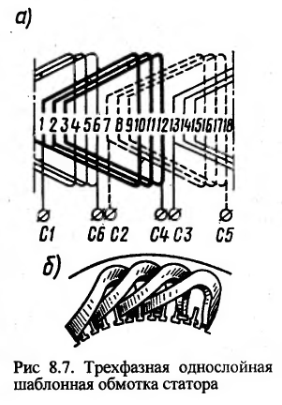 а)
1 2 3 4 5 6 7 8 9 10 11 12 13 14 15 16 17 18
С1 С6 С2 С4 С3 С5
б)
Рис 8.7. Трехфазная однослойная
шаблонная обмотка статора